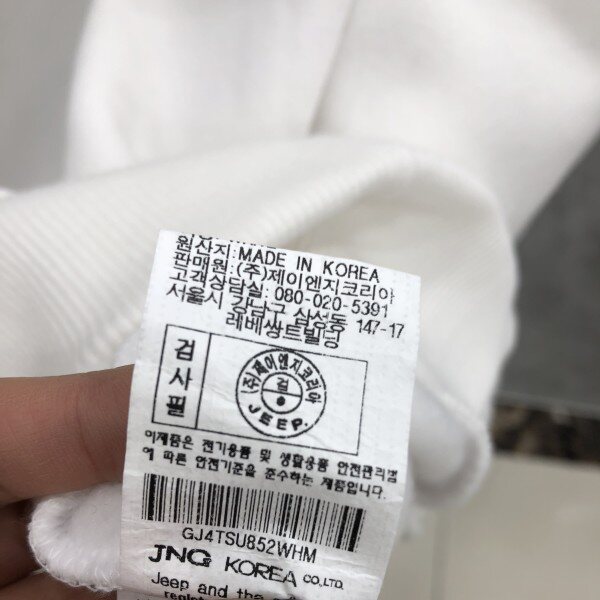 원산지:MADE IN KOREA
판매원:(주)제이엔지코리아
고객상담실: 080-020-5391
서울시 강남구 삼성동 147-17
레베쌍트빌딩
검사필
(주)제이엔지코리아
검
JEEP.
이제품은 전기용품 및 생활용품 안전관리법
에 따른 안전기준을 준수하는 제품입니다.
GJ4TSU852WHM
JNG KOREA CO.,LTD.
Jeep and the